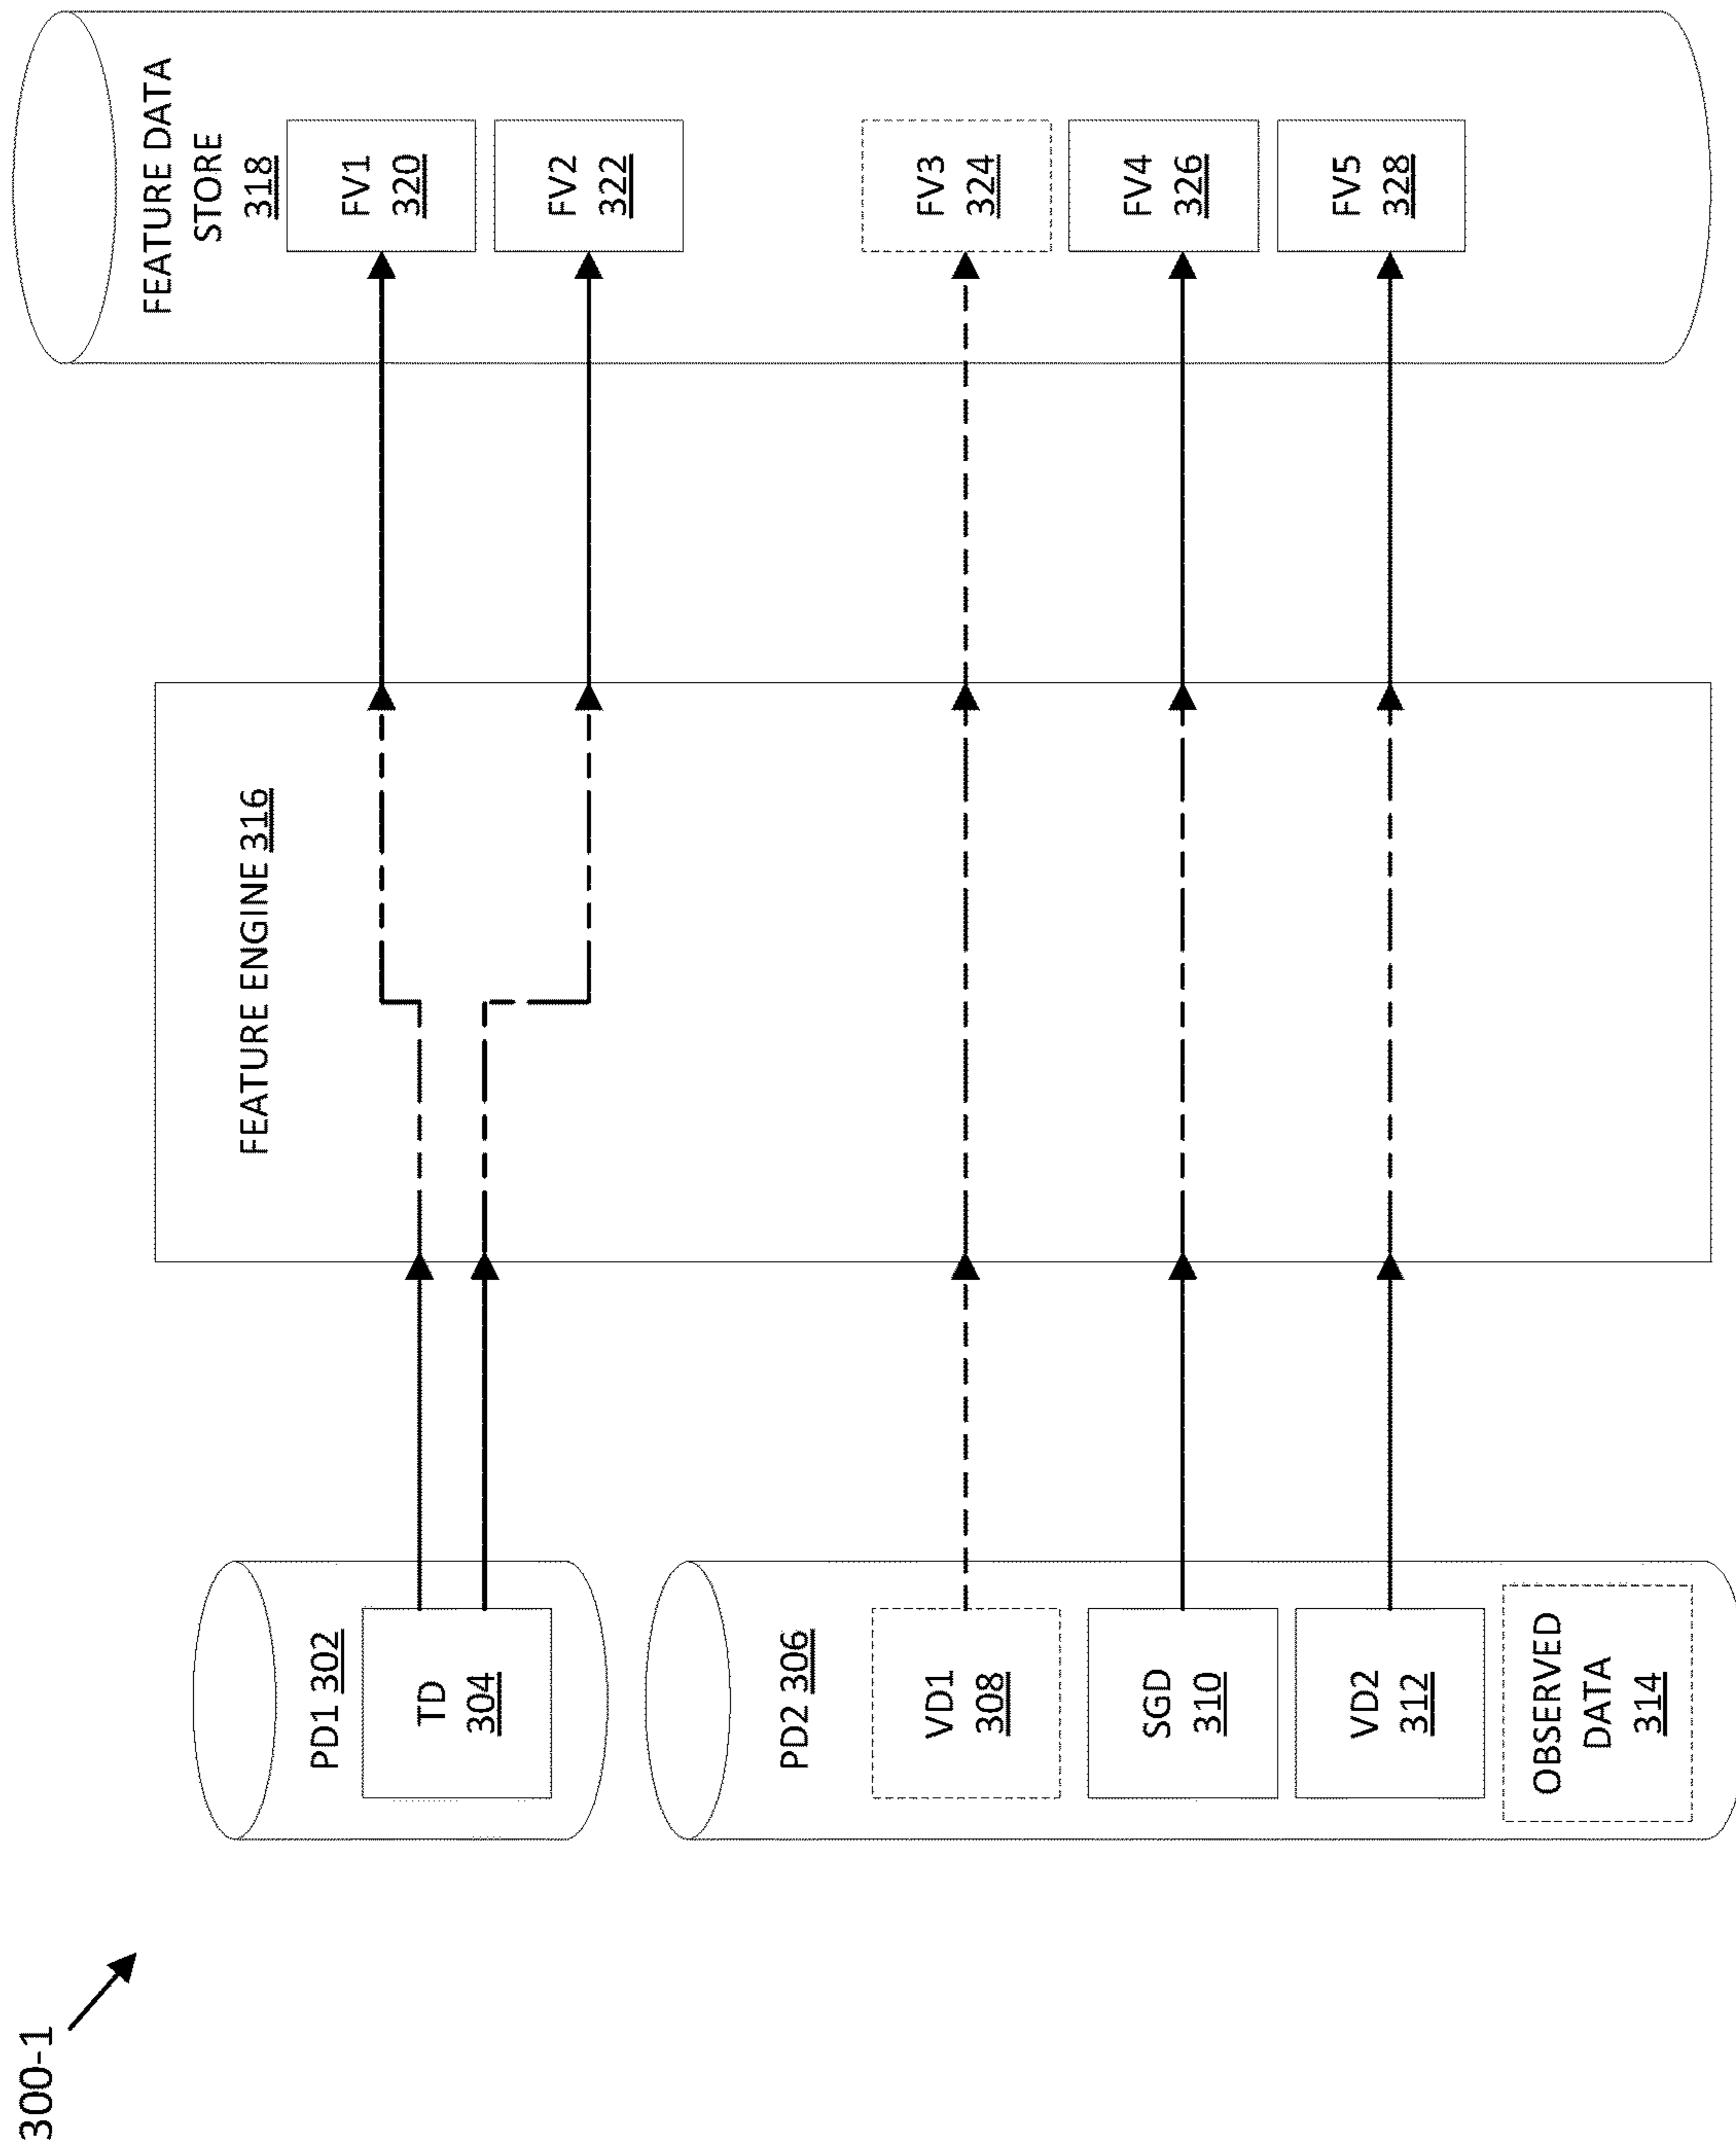 300-1
PD1 302
TD
304
PD2 306
VD1
308
SGD
310
VD2
312
OBSERVED
DATA
314
FEATURE ENGINE 316
FEATURE DATA
STORE
318
FV1
320
FV2
322
FV3
324
FV4
326
FV5
328